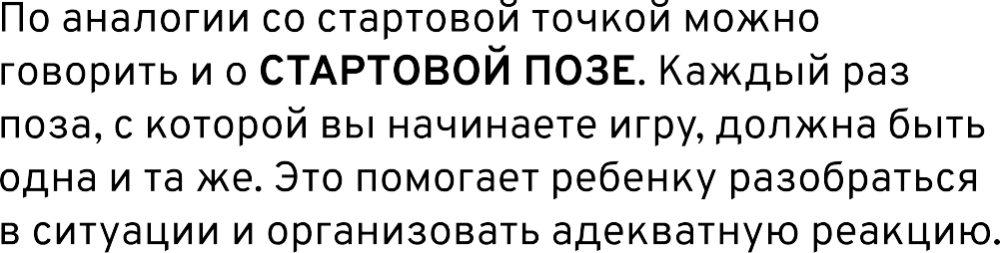 По аналогии со стартовой точкой можно
говорить и о СТАРТОВОЙ ПОЗЕ. Каждый раз
поза, с которой вы начинаете игру, должна быть
одна и та же. Это помогает ребенку разобраться
в ситуации и организовать адекватную реакцию.